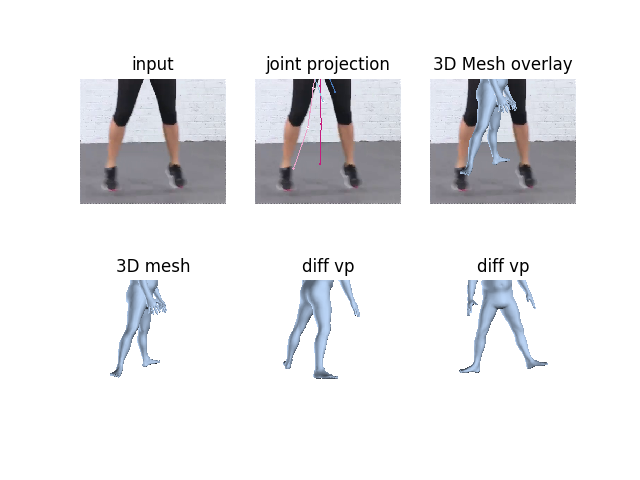 input
joint projection
3D Mesh overlay
3D mesh
diff vp
diff vp